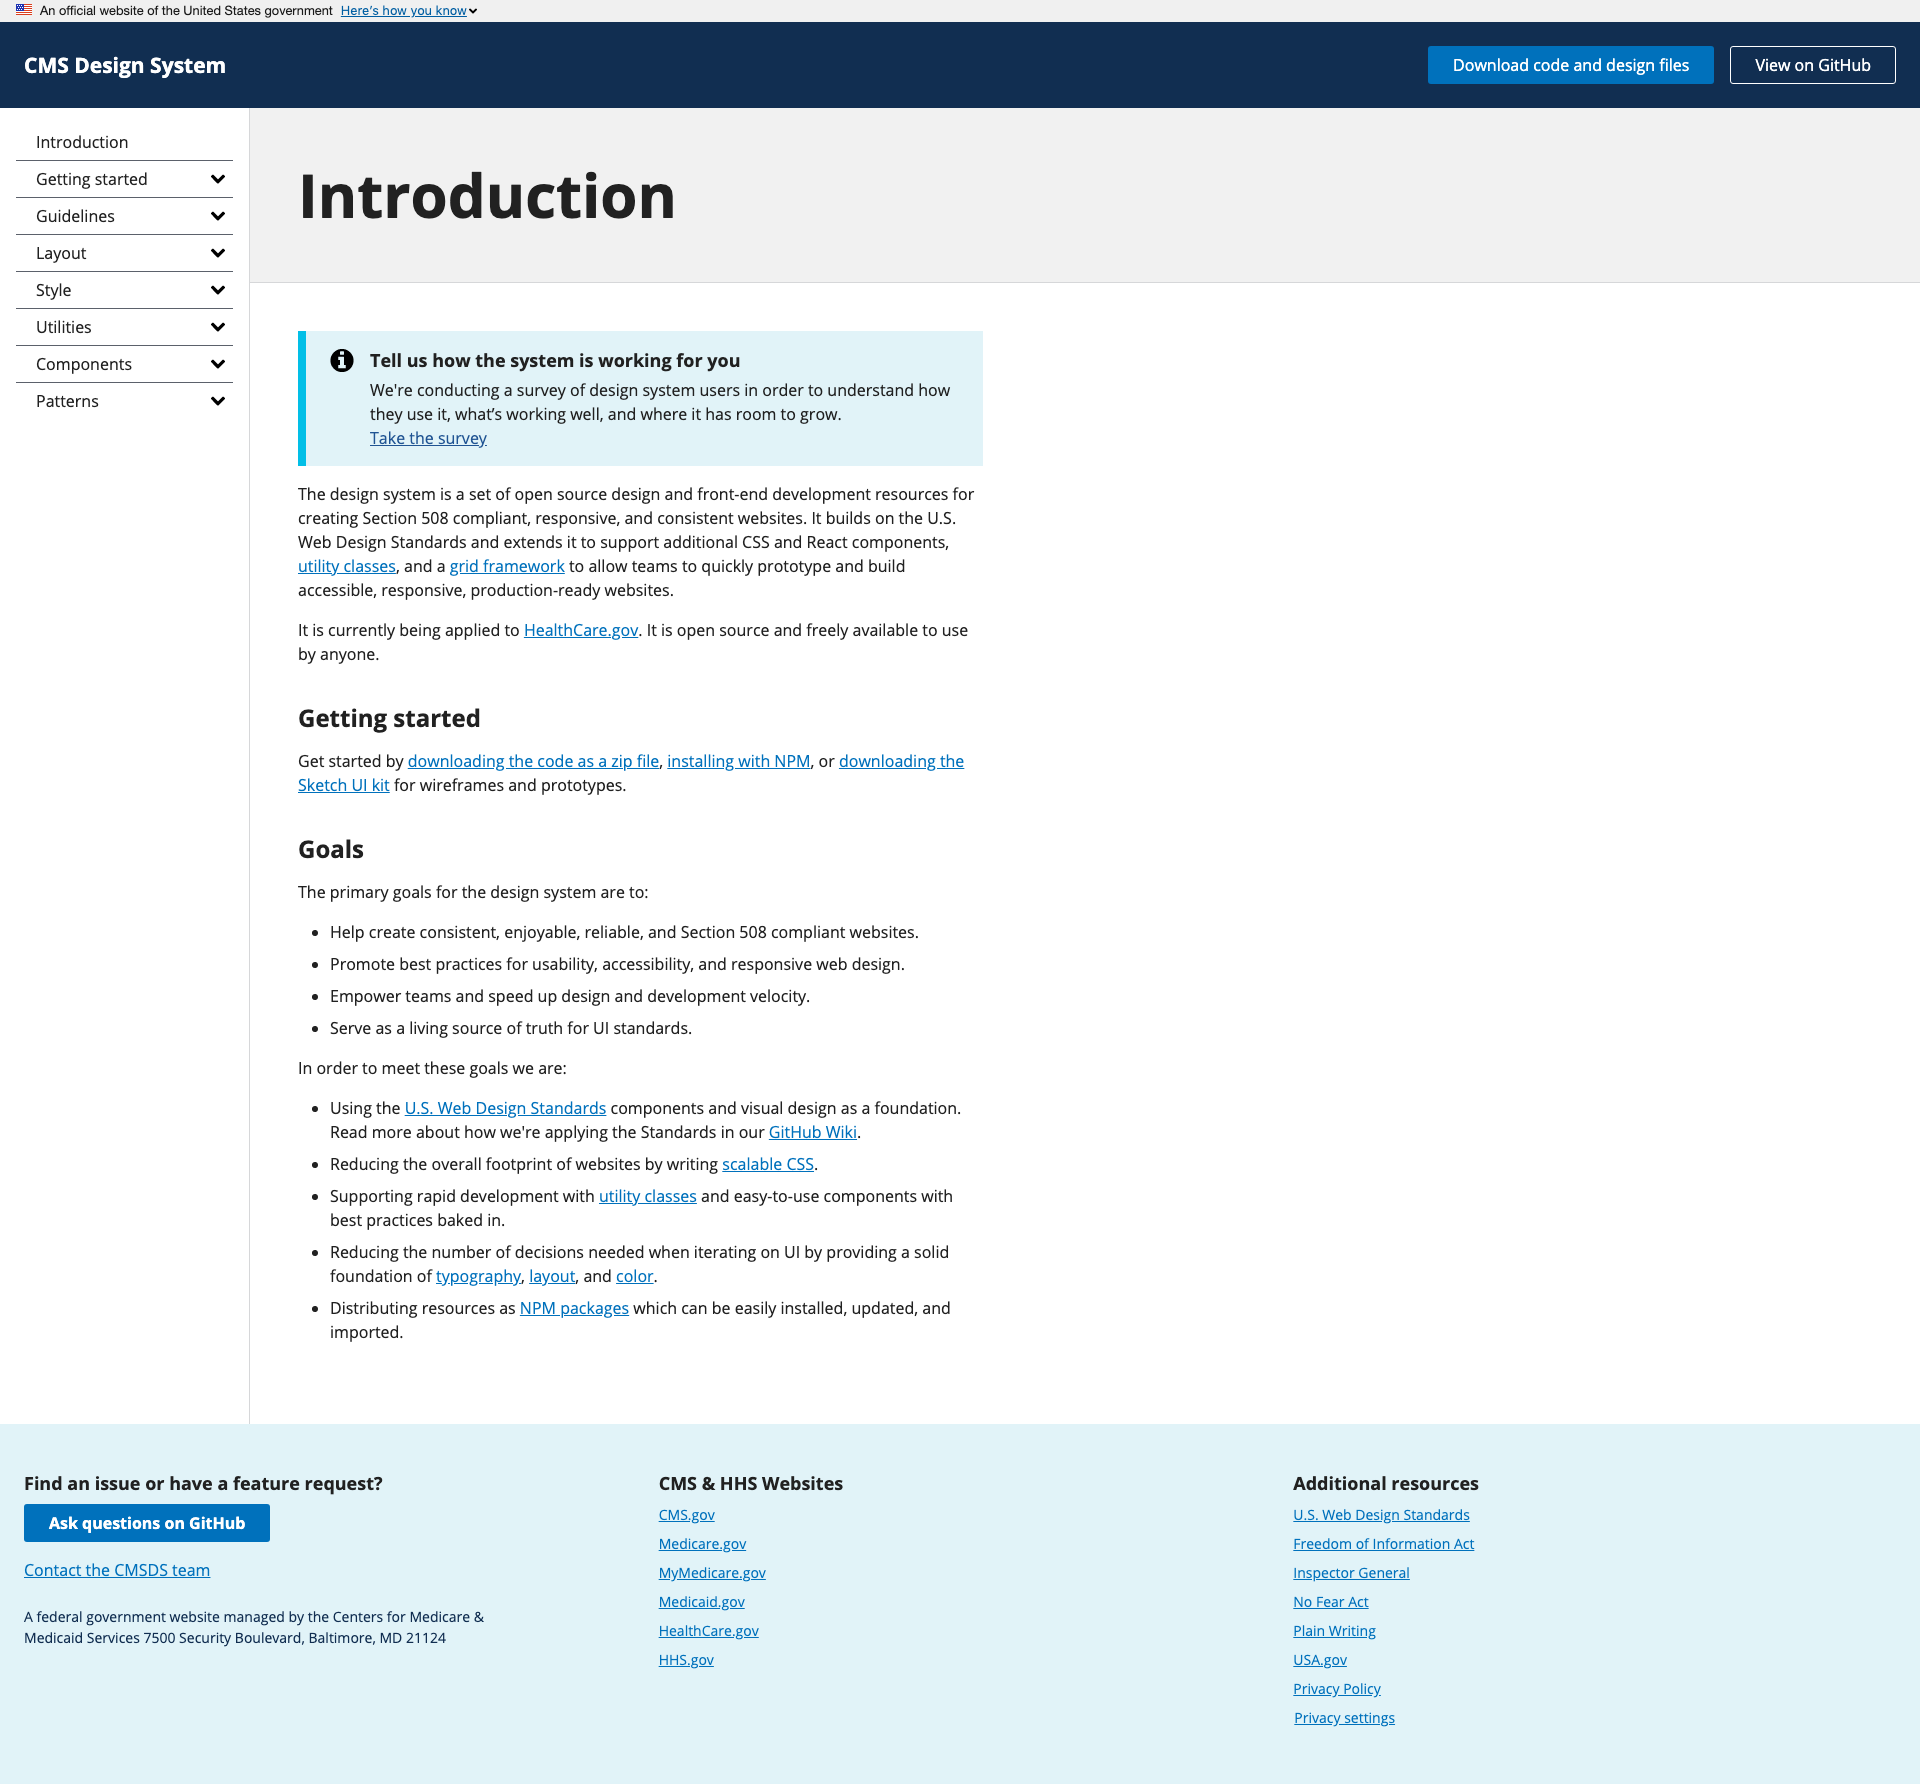 An official website of the United States government Here's how you know
CMS Design System
Download code and design files
View on GitHub
Introduction
Getting started
Guidelines
Layout
Style
Utilities
Components
Patterns
Introduction
Tell us how the system is working for you
We're conducting a survey of design system users in order to understand how
they use it, what’s working well, and where it has room to grow.
Take the survey
The design system is a set of open source design and front-end development resources for
creating Section 508 compliant, responsive, and consistent websites. It builds on the U.S.
Web Design Standards and extends it to support additional CSS and React components,
utility classes, and a grid framework to allow teams to quickly prototype and build
accessible, responsive, production-ready websites.
It is currently being applied to HealthCare.gov. It is open source and freely available to use
by anyone.
Getting started
Get started by downloading the code as a zip file, installing with NPM, or downloading the
Sketch UI kit for wireframes and prototypes.
Goals
The primary goals for the design system are to:
Help create consistent, enjoyable, reliable, and Section 508 compliant websites.
Promote best practices for usability, accessibility, and responsive web design.
Empower teams and speed up design and development velocity.
Serve as a living source of truth for UI standards.
In order to meet these goals we are:
Using the U.S. Web Design Standards components and visual design as a foundation.
Read more about how we're applying the Standards in our GitHub Wiki.
Reducing the overall footprint of websites by writing scalable CSS.
Supporting rapid development with utility classes and easy-to-use components with
best practices baked in.
Reducing the number of decisions needed when iterating on UI by providing a solid
foundation of typography, layout, and color.
Distributing resources as NPM packages which can be easily installed, updated, and
imported.
Find an issue or have a feature request?
Ask questions on GitHub
Contact the CMSDS team
A federal government website managed by the Centers for Medicare &
Medicaid Services 7500 Security Boulevard, Baltimore, MD 21124
CMS & HHS Websites
CMS.gov
Medicare.gov
MyMedicare.gov
Medicaid.gov
HealthCare.gov
HHS.gov
Additional resources
U.S. Web Design Standards
Freedom of Information Act
Inspector General
No Fear Act
Plain Writing
USA.gov
Privacy Policy
Privacy settings